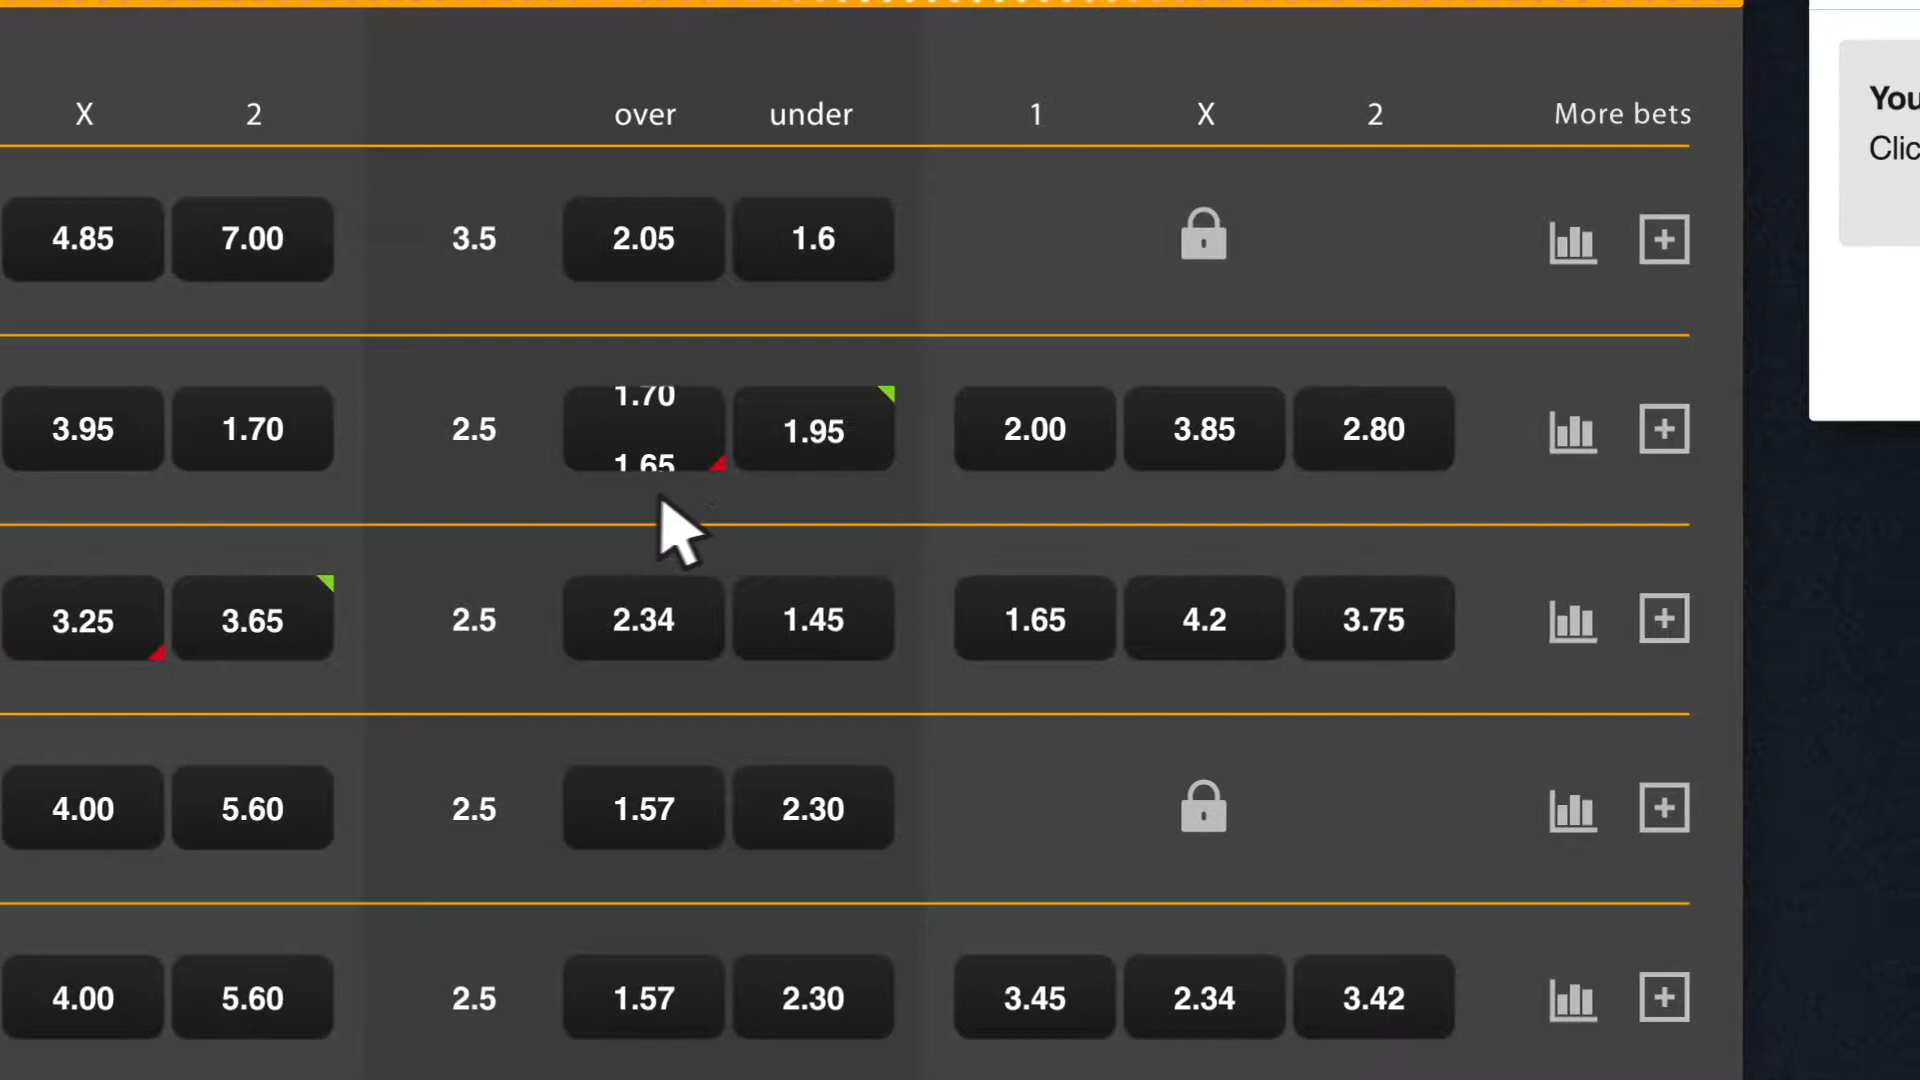 X 2 over under 1 X 2 More bets
You
Clic
4.85 7.00 3.5 2.05 1.6
1.70
3.95 1.70 2.5 1.95 2.00 3.85 2.80
1.65
3.25 3.65 2.5 2.34 1.45 1.65 4.2 3.75
4.00 5.60 2.5 1.57 2.30
4.00 5.60 2.5 1.57 2.30 3.45 2.34 3.42